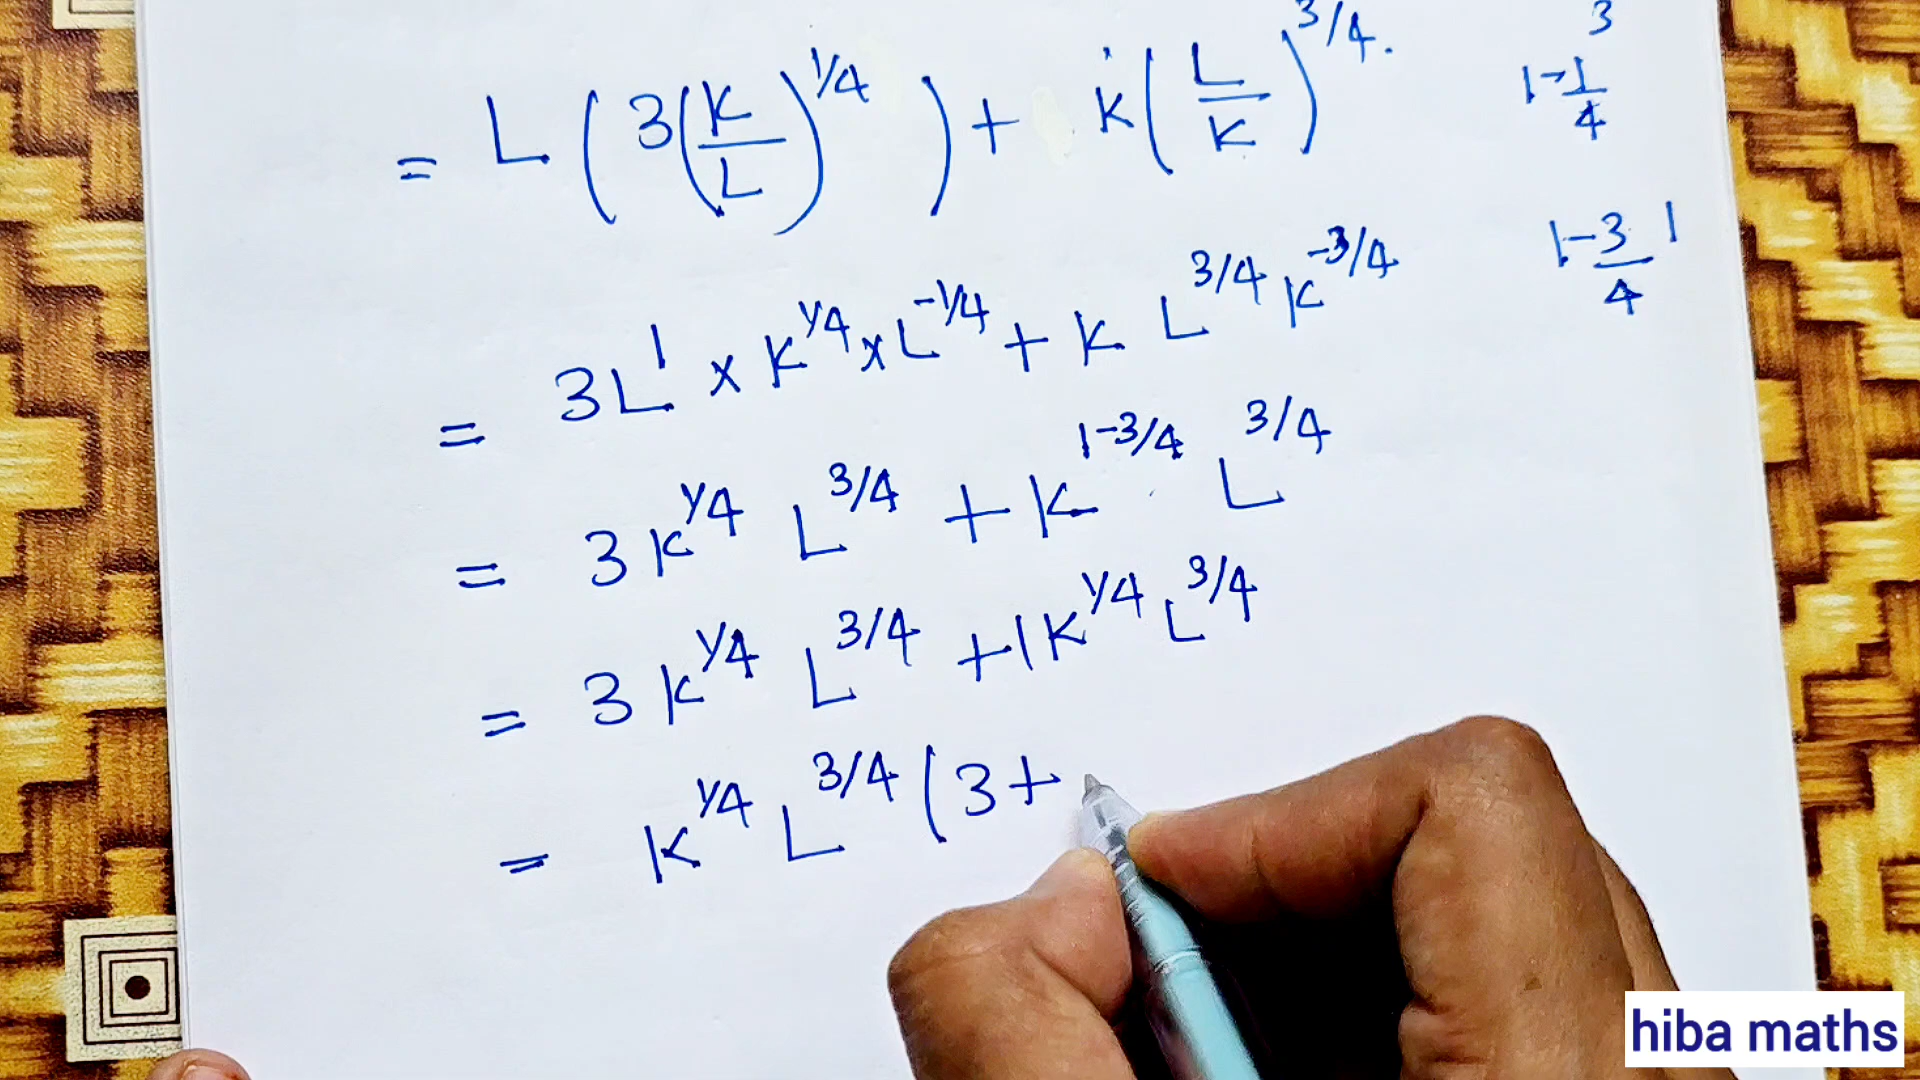 = L(3(K/L)^1/4) + k(L/K)^3/4.
1-1/4 3
= 3L^1 × K^1/4 × L^-1/4 + K L^3/4 K^-3/4
1-3/4 1
= 3K^1/4 L^3/4 + K^1-3/4 L^3/4
= 3K^1/4 L^3/4 + 1K^1/4 L^3/4
= K^1/4 L^3/4 (3+
hiba maths